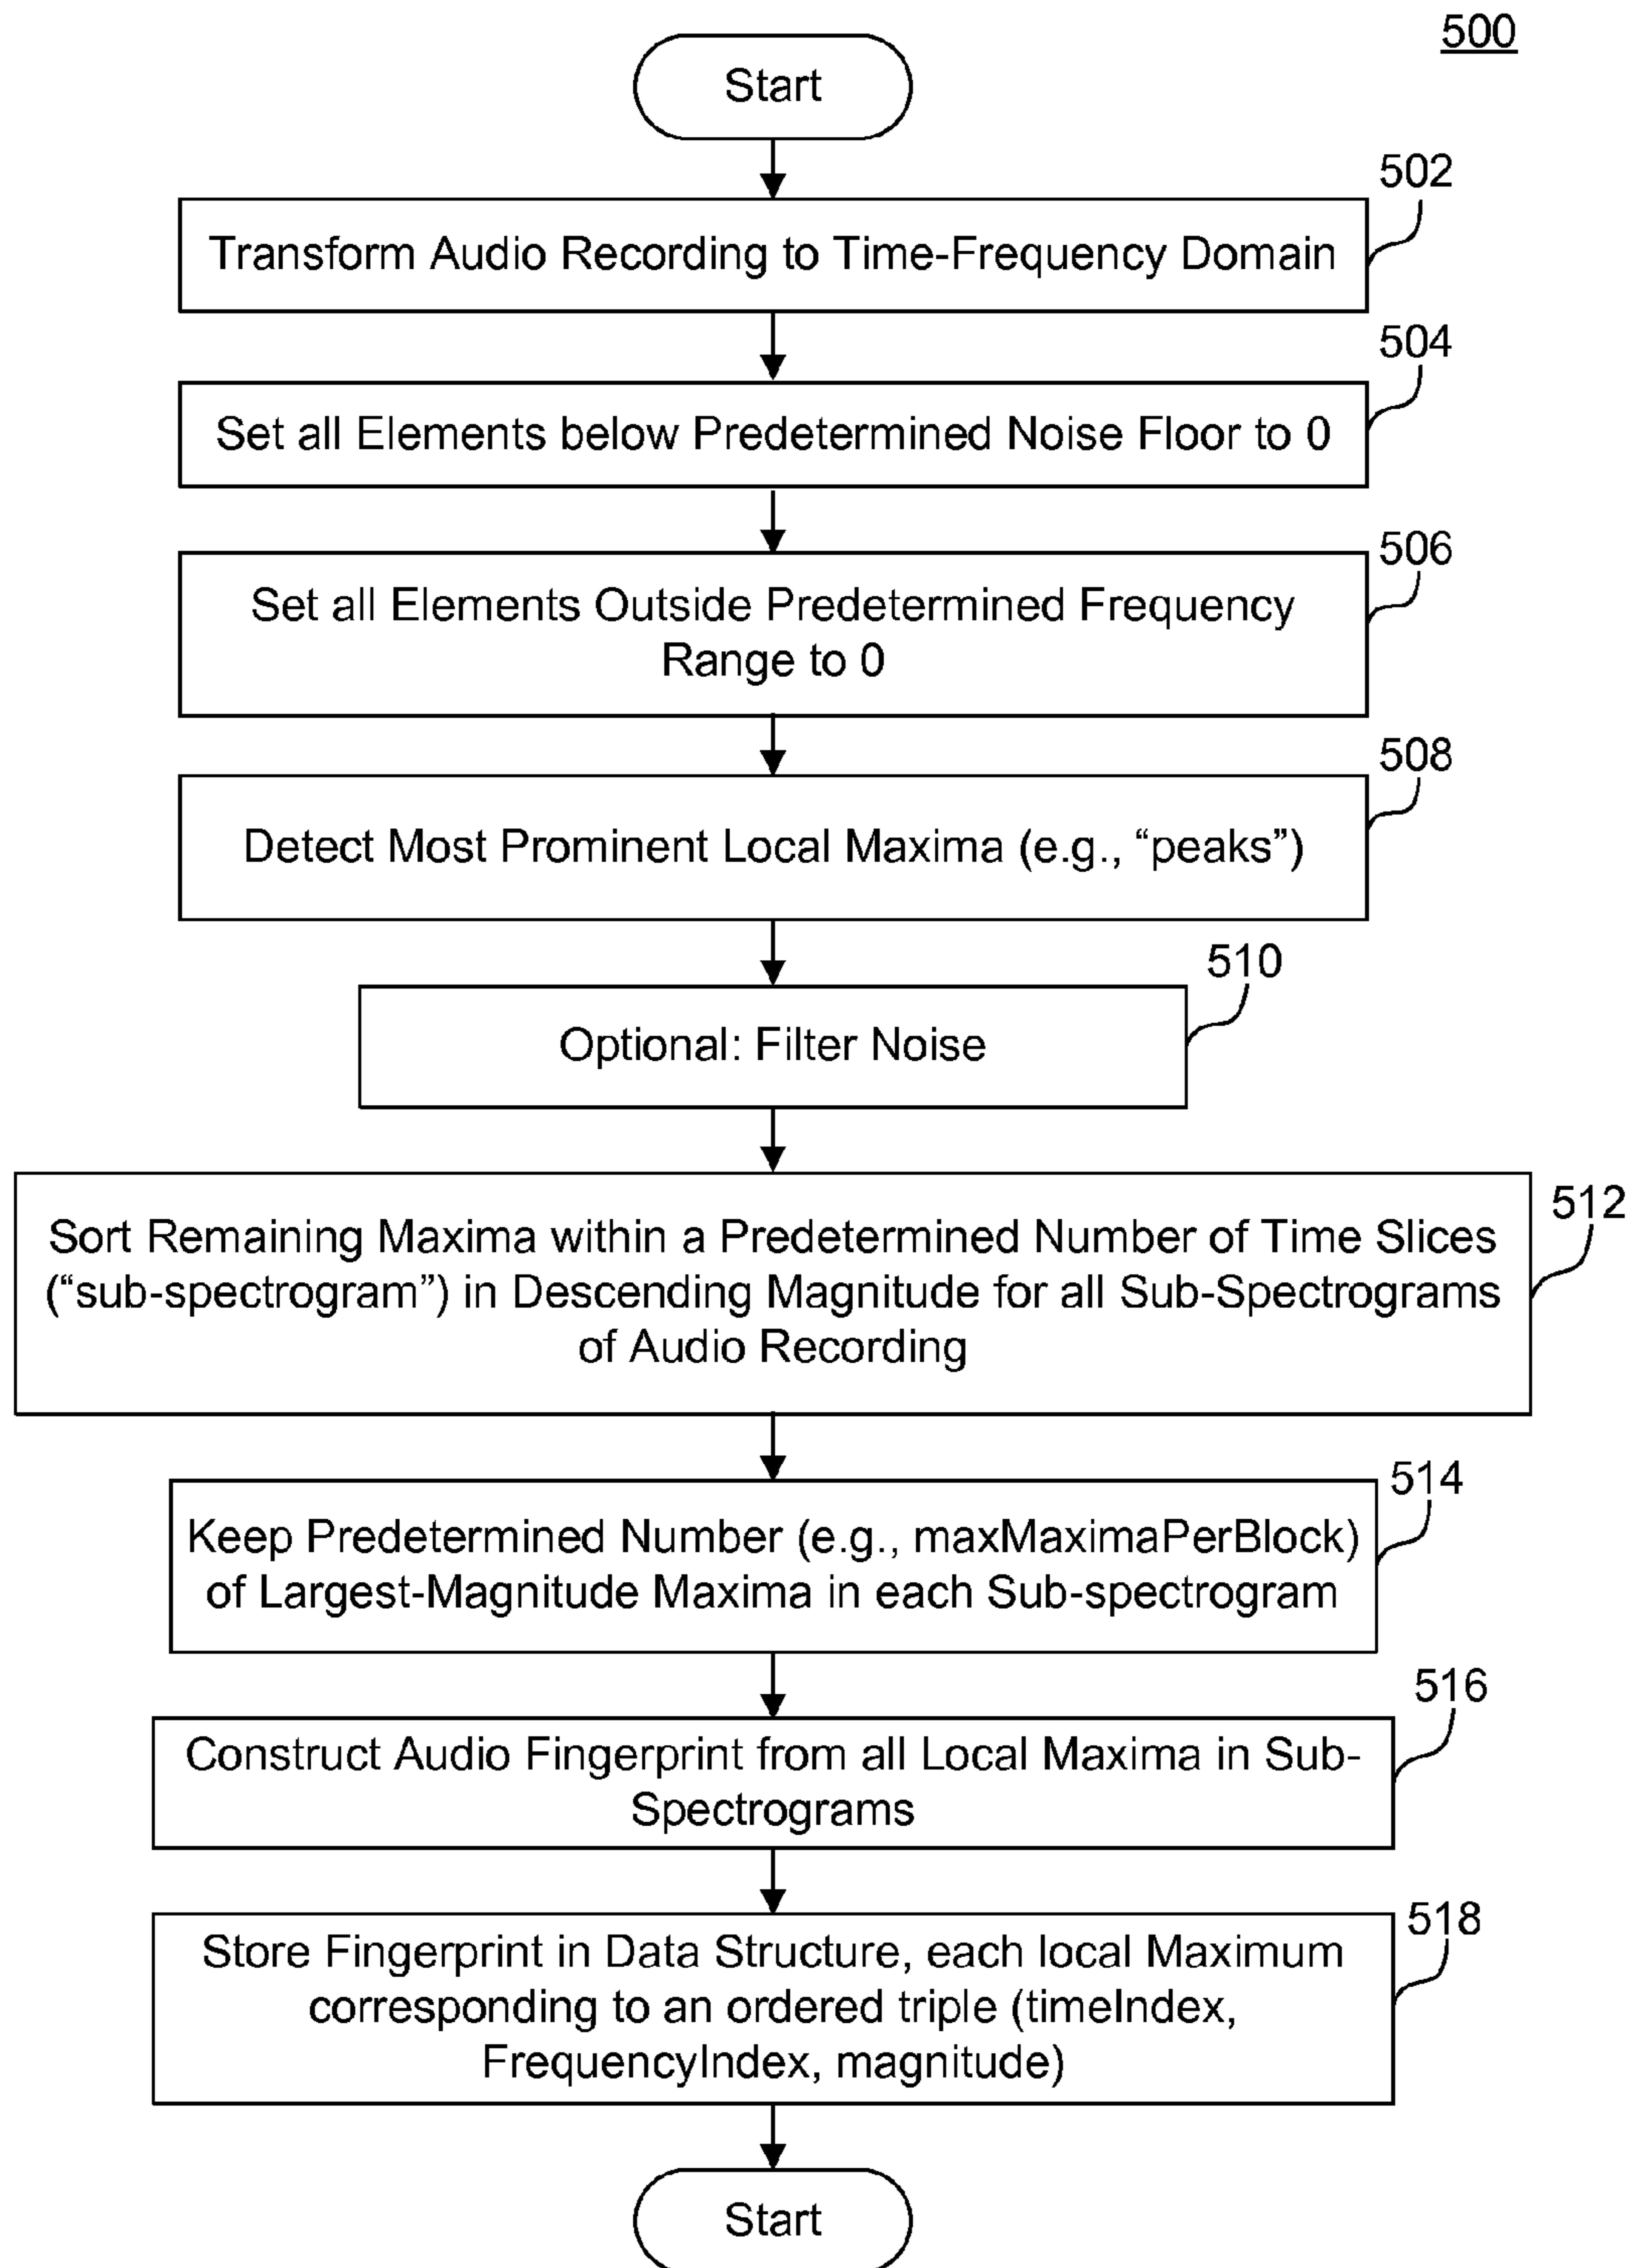 500
Start
502
Transform Audio Recording to Time-Frequency Domain
504
Set all Elements below Predetermined Noise Floor to 0
506
Set all Elements Outside Predetermined Frequency
Range to 0
508
Detect Most Prominent Local Maxima (e.g., “peaks”)
510
Optional: Filter Noise
512
Sort Remaining Maxima within a Predetermined Number of Time Slices
(“sub-spectrogram”) in Descending Magnitude for all Sub-Spectrograms
of Audio Recording
514
Keep Predetermined Number (e.g., maxMaximaPerBlock)
of Largest-Magnitude Maxima in each Sub-spectrogram
516
Construct Audio Fingerprint from all Local Maxima in Sub-
Spectrograms
518
Store Fingerprint in Data Structure, each local Maximum
corresponding to an ordered triple (timeIndex,
FrequencyIndex, magnitude)
Start